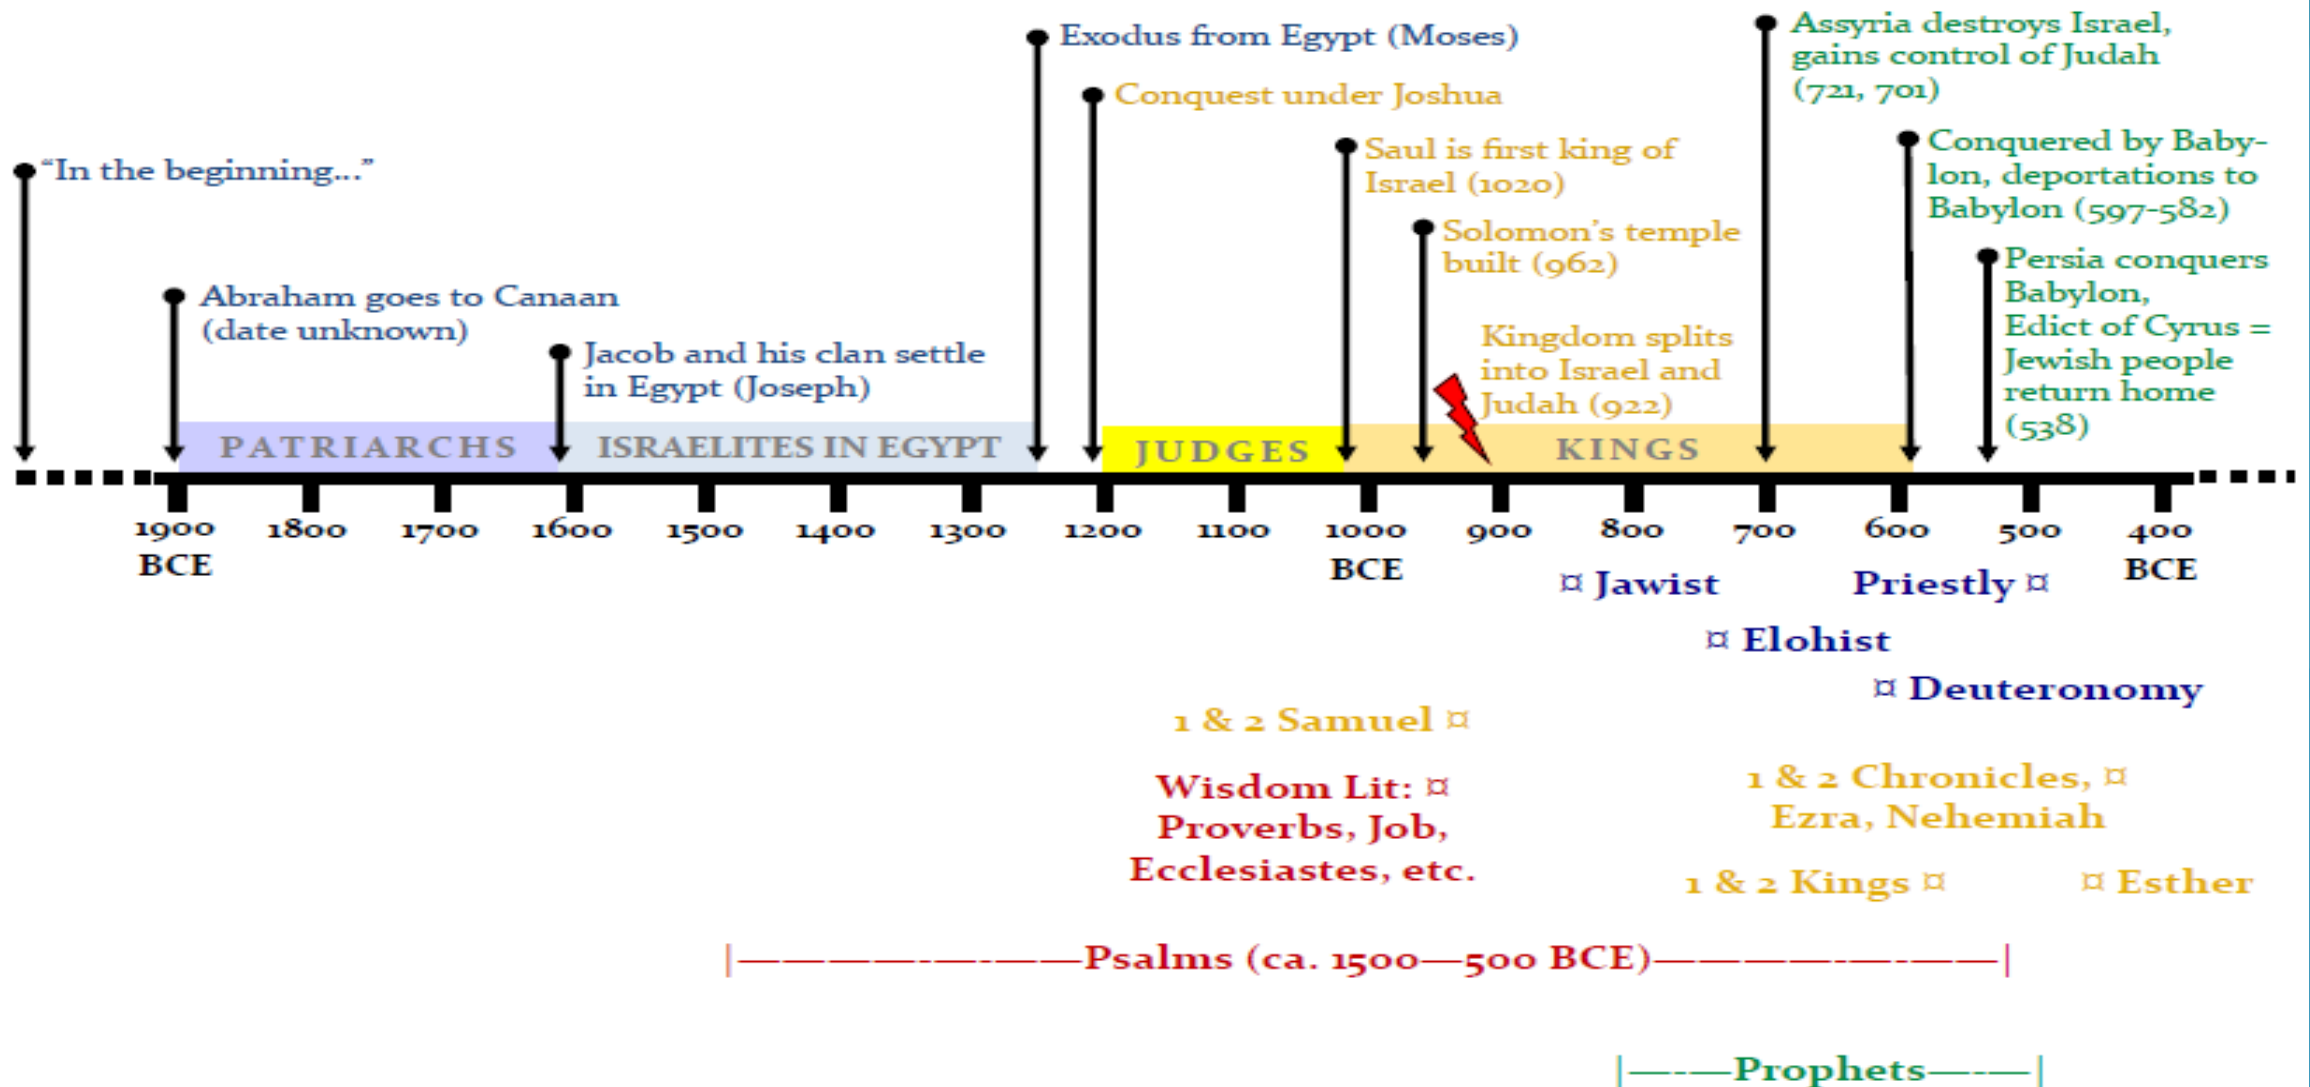 Exodus from Egypt (Moses)
Conquest under Joshua
Assyria destroys Israel,
gains control of Judah
(721, 701)
"In the beginning..."
Saul is first king of
Israel (1020)
Conquered by Baby-
lon, deportations to
Babylon (597-582)
Solomon's temple
built (962)
Persia conquers
Babylon,
Edict of Cyrus =
Jewish people
return home
(538)
Abraham goes to Canaan
(date unknown)
Jacob and his clan settle
in Egypt (Joseph)
Kingdom splits
into Israel and
Judah (922)
PATRIARCHS
ISRAELITES IN EGYPT
JUDGES
KINGS
1900 1800 1700 1600 1500 1400 1300 1200 1100 1000 900 800 700 600 500 400
BCE BCE BCE
¤ Jawist
Priestly ¤
¤ Elohist
¤ Deuteronomy
1 & 2 Samuel ¤
Wisdom Lit: ¤
Proverbs, Job,
Ecclesiastes, etc.
1 & 2 Chronicles, ¤
Ezra, Nehemiah
1 & 2 Kings ¤
¤ Esther
|—————-—-———Psalms (ca. 1500—500 BCE)——————-—-——|
|—-—Prophets—-—|